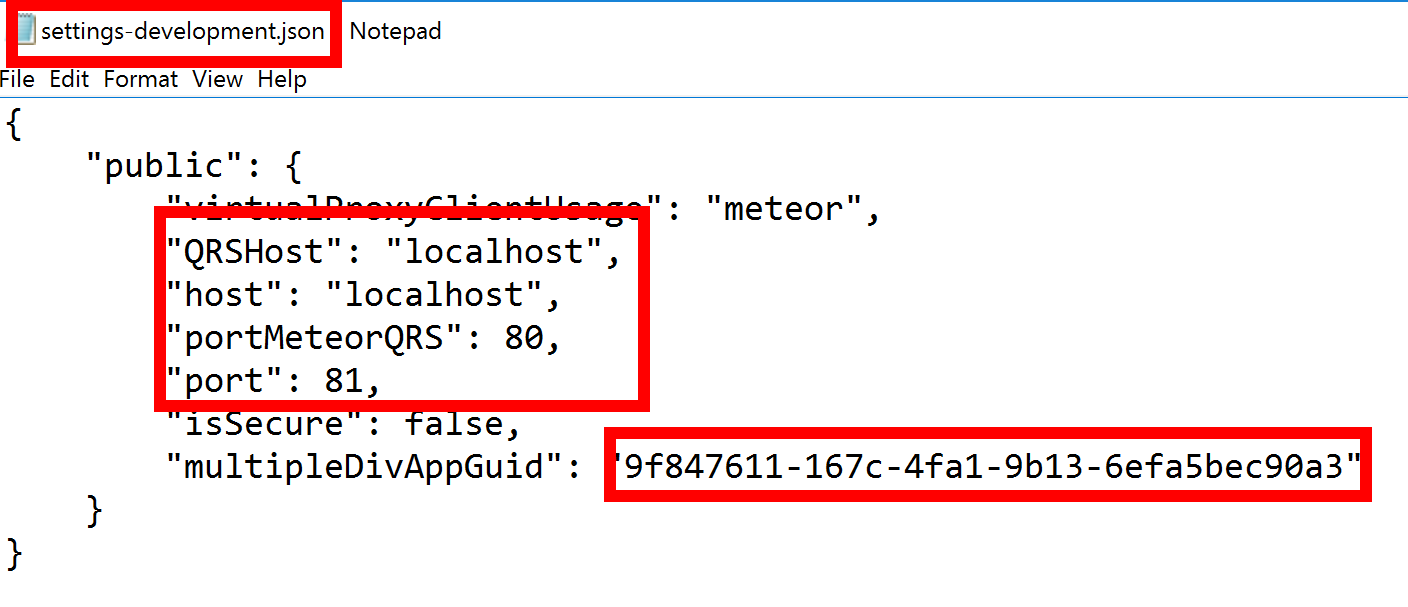 settings-development.json Notepad
File Edit Format View Help
{
"public": {
"virtualProxyClientUsage": "meteor",
"QRSHost": "localhost",
"host": "localhost",
"portMeteorQRS": 80,
"port": 81,
"isSecure": false,
"multipleDivAppGuid": "9f847611-167c-4fa1-9b13-6efa5bec90a3"
}
}